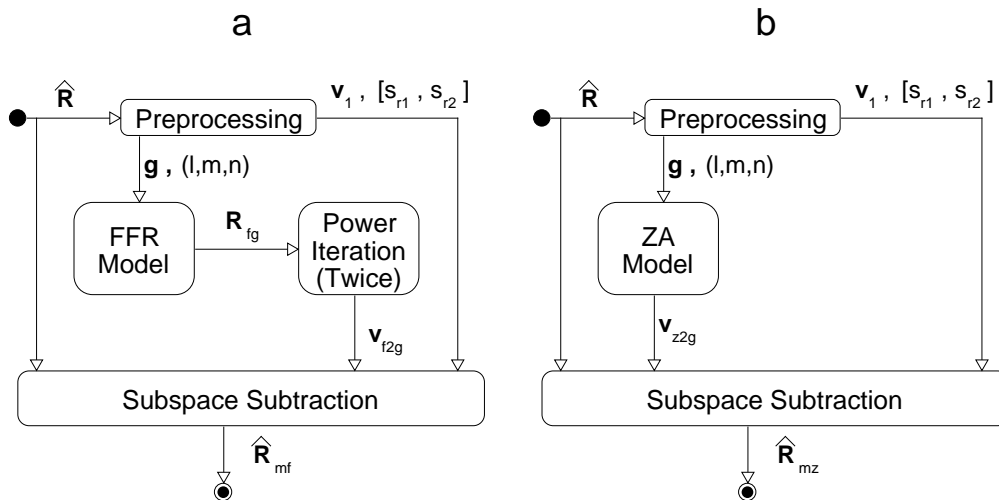 a
R̂
Preprocessing
v1 , [sr1 , sr2 ]
g , (l,m,n)
FFR
Model
Rfg
Power
Iteration
(Twice)
vf2g
Subspace Subtraction
R̂mf
b
R̂
Preprocessing
v1 , [sr1 , sr2 ]
g , (l,m,n)
ZA
Model
vz2g
Subspace Subtraction
R̂mz